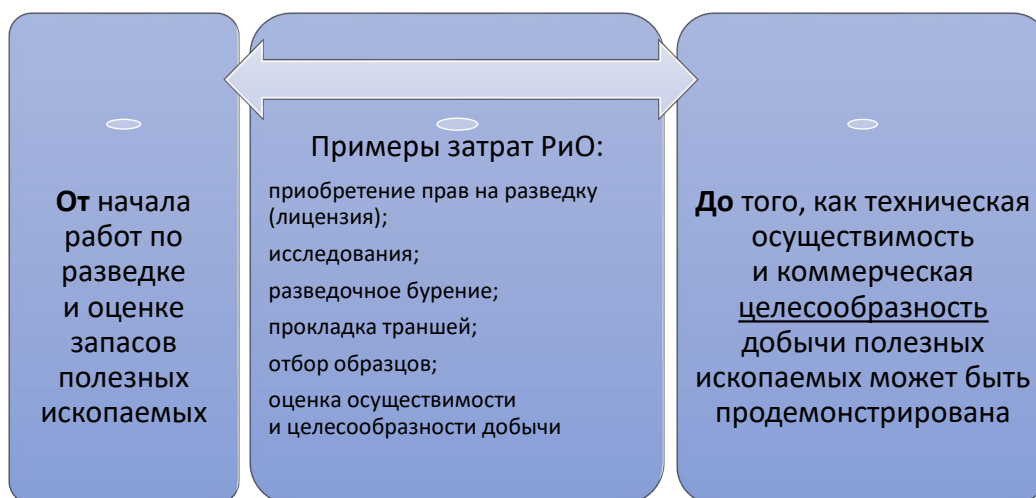 От начала
работ по
разведке
и оценке
запасов
полезных
ископаемых
Примеры затрат РиО:
приобретение прав на разведку
(лицензия);
исследования;
разведочное бурение;
прокладка траншей;
отбор образцов;
оценка осуществимости
и целесообразности добычи
До того, как техническая
осуществимость
и коммерческая
целесообразность
добычи полезных
ископаемых может быть
продемонстрирована